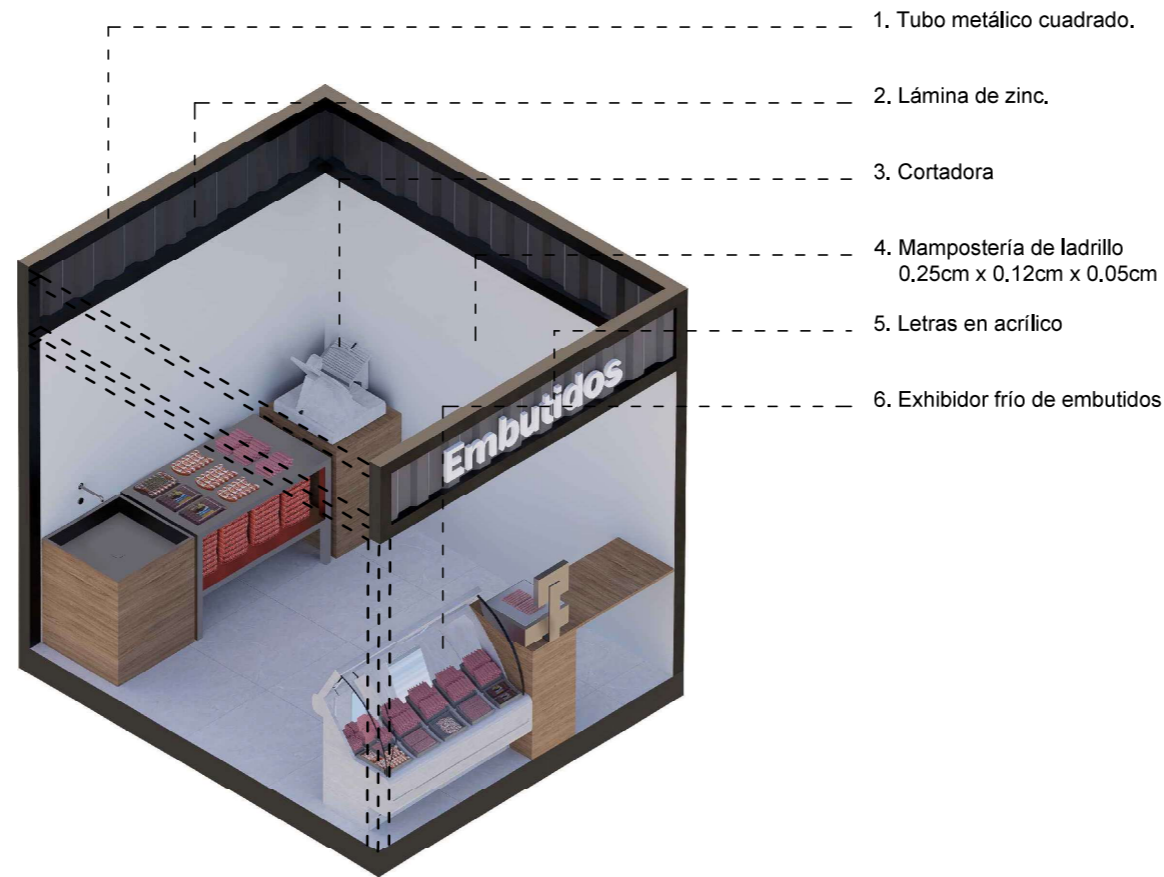 1. Tubo metálico cuadrado.
2. Lámina de zinc.
3. Cortadora
4. Mampostería de ladrillo
0.25cm x 0.12cm x 0.05cm
5. Letras en acrílico
6. Exhibidor frío de embutidos
Embutidos